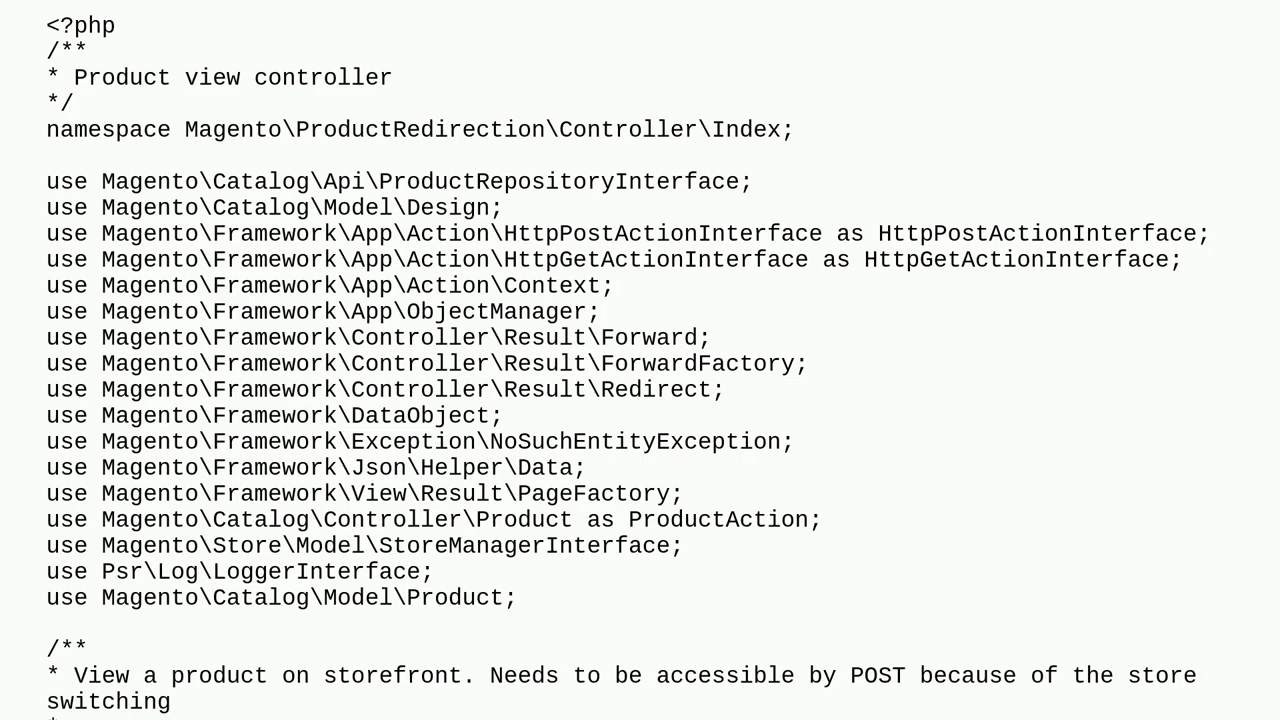 <?php
/**
* Product view controller
*/
namespace Magento\ProductRedirection\Controller\Index;
use Magento\Catalog\Api\ProductRepositoryInterface;
use Magento\Catalog\Model\Design;
use Magento\Framework\App\Action\HttpPostActionInterface as HttpPostActionInterface;
use Magento\Framework\App\Action\HttpGetActionInterface as HttpGetActionInterface;
use Magento\Framework\App\Action\Context;
use Magento\Framework\App\ObjectManager;
use Magento\Framework\Controller\Result\Forward;
use Magento\Framework\Controller\Result\ForwardFactory;
use Magento\Framework\Controller\Result\Redirect;
use Magento\Framework\DataObject;
use Magento\Framework\Exception\NoSuchEntityException;
use Magento\Framework\Json\Helper\Data;
use Magento\Framework\View\Result\PageFactory;
use Magento\Catalog\Controller\Product as ProductAction;
use Magento\Store\Model\StoreManagerInterface;
use Psr\Log\LoggerInterface;
use Magento\Catalog\Model\Product;
/**
* View a product on storefront. Needs to be accessible by POST because of the store
switching